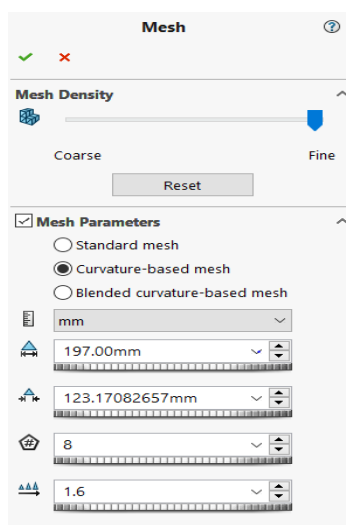 Mesh
Mesh Density
Coarse Fine
Reset
Mesh Parameters
Standard mesh
Curvature-based mesh
Blended curvature-based mesh
mm
197.00mm
123.17082657mm
# 8
1.6